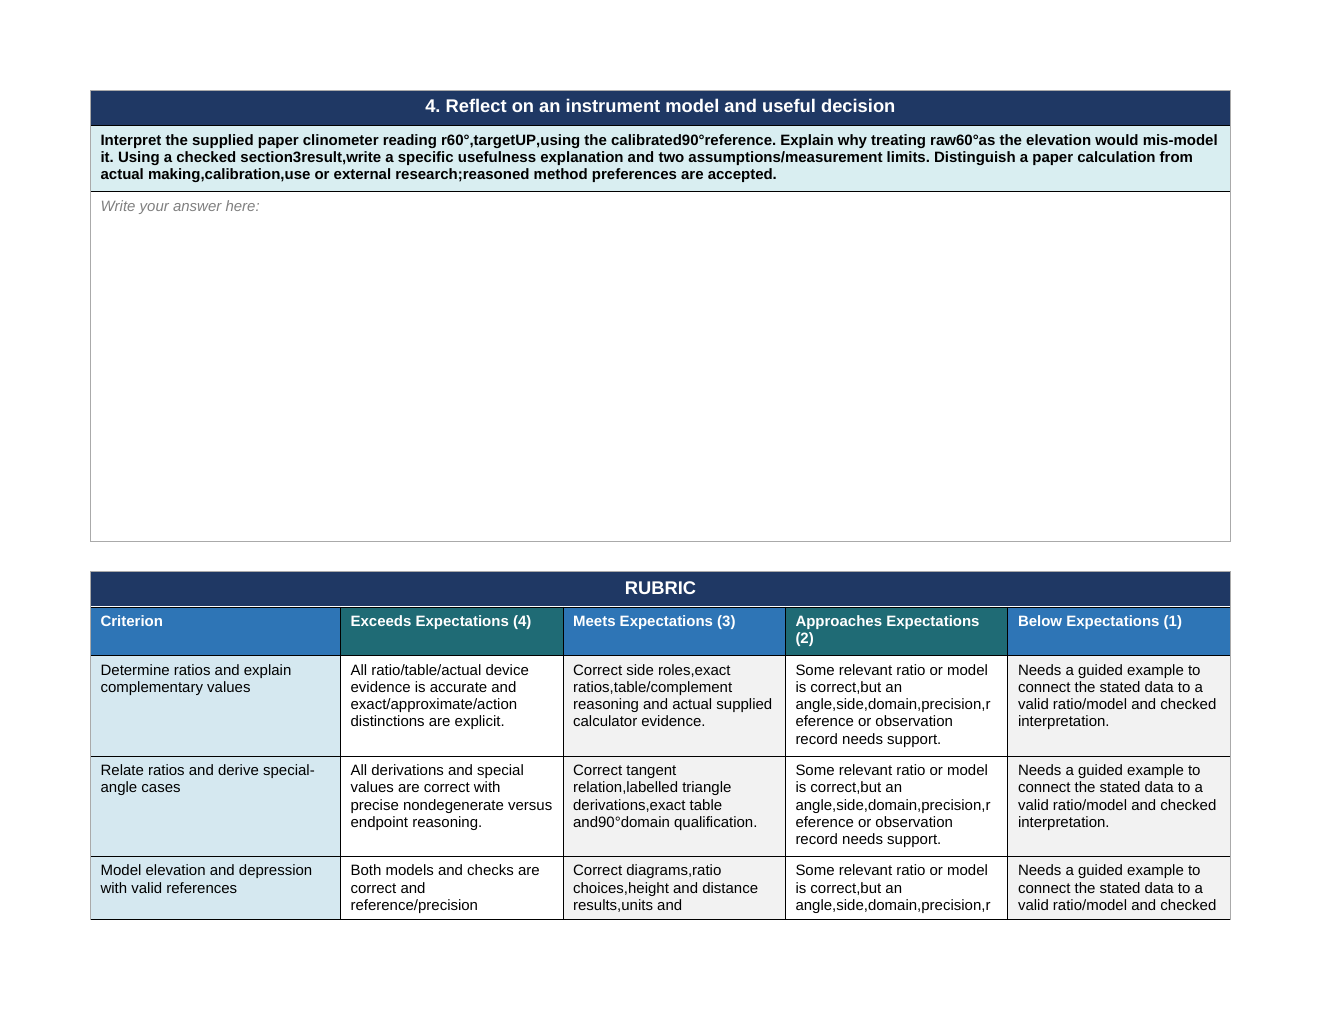 4. Reflect on an instrument model and useful decision
Interpret the supplied paper clinometer reading r60°,targetUP,using the calibrated90°reference. Explain why treating raw60°as the elevation would mis-model
it. Using a checked section3result,write a specific usefulness explanation and two assumptions/measurement limits. Distinguish a paper calculation from
actual making,calibration,use or external research;reasoned method preferences are accepted.
Write your answer here:
RUBRIC
Criterion
Exceeds Expectations (4)
Meets Expectations (3)
Approaches Expectations
(2)
Below Expectations (1)
Determine ratios and explain
complementary values
All ratio/table/actual device
evidence is accurate and
exact/approximate/action
distinctions are explicit.
Correct side roles,exact
ratios,table/complement
reasoning and actual supplied
calculator evidence.
Some relevant ratio or model
is correct,but an
angle,side,domain,precision,r
eference or observation
record needs support.
Needs a guided example to
connect the stated data to a
valid ratio/model and checked
interpretation.
Relate ratios and derive special-
angle cases
All derivations and special
values are correct with
precise nondegenerate versus
endpoint reasoning.
Correct tangent
relation,labelled triangle
derivations,exact table
and90°domain qualification.
Some relevant ratio or model
is correct,but an
angle,side,domain,precision,r
eference or observation
record needs support.
Needs a guided example to
connect the stated data to a
valid ratio/model and checked
interpretation.
Model elevation and depression
with valid references
Both models and checks are
correct and
reference/precision
Correct diagrams,ratio
choices,height and distance
results,units and
Some relevant ratio or model
is correct,but an
angle,side,domain,precision,r
Needs a guided example to
connect the stated data to a
valid ratio/model and checked